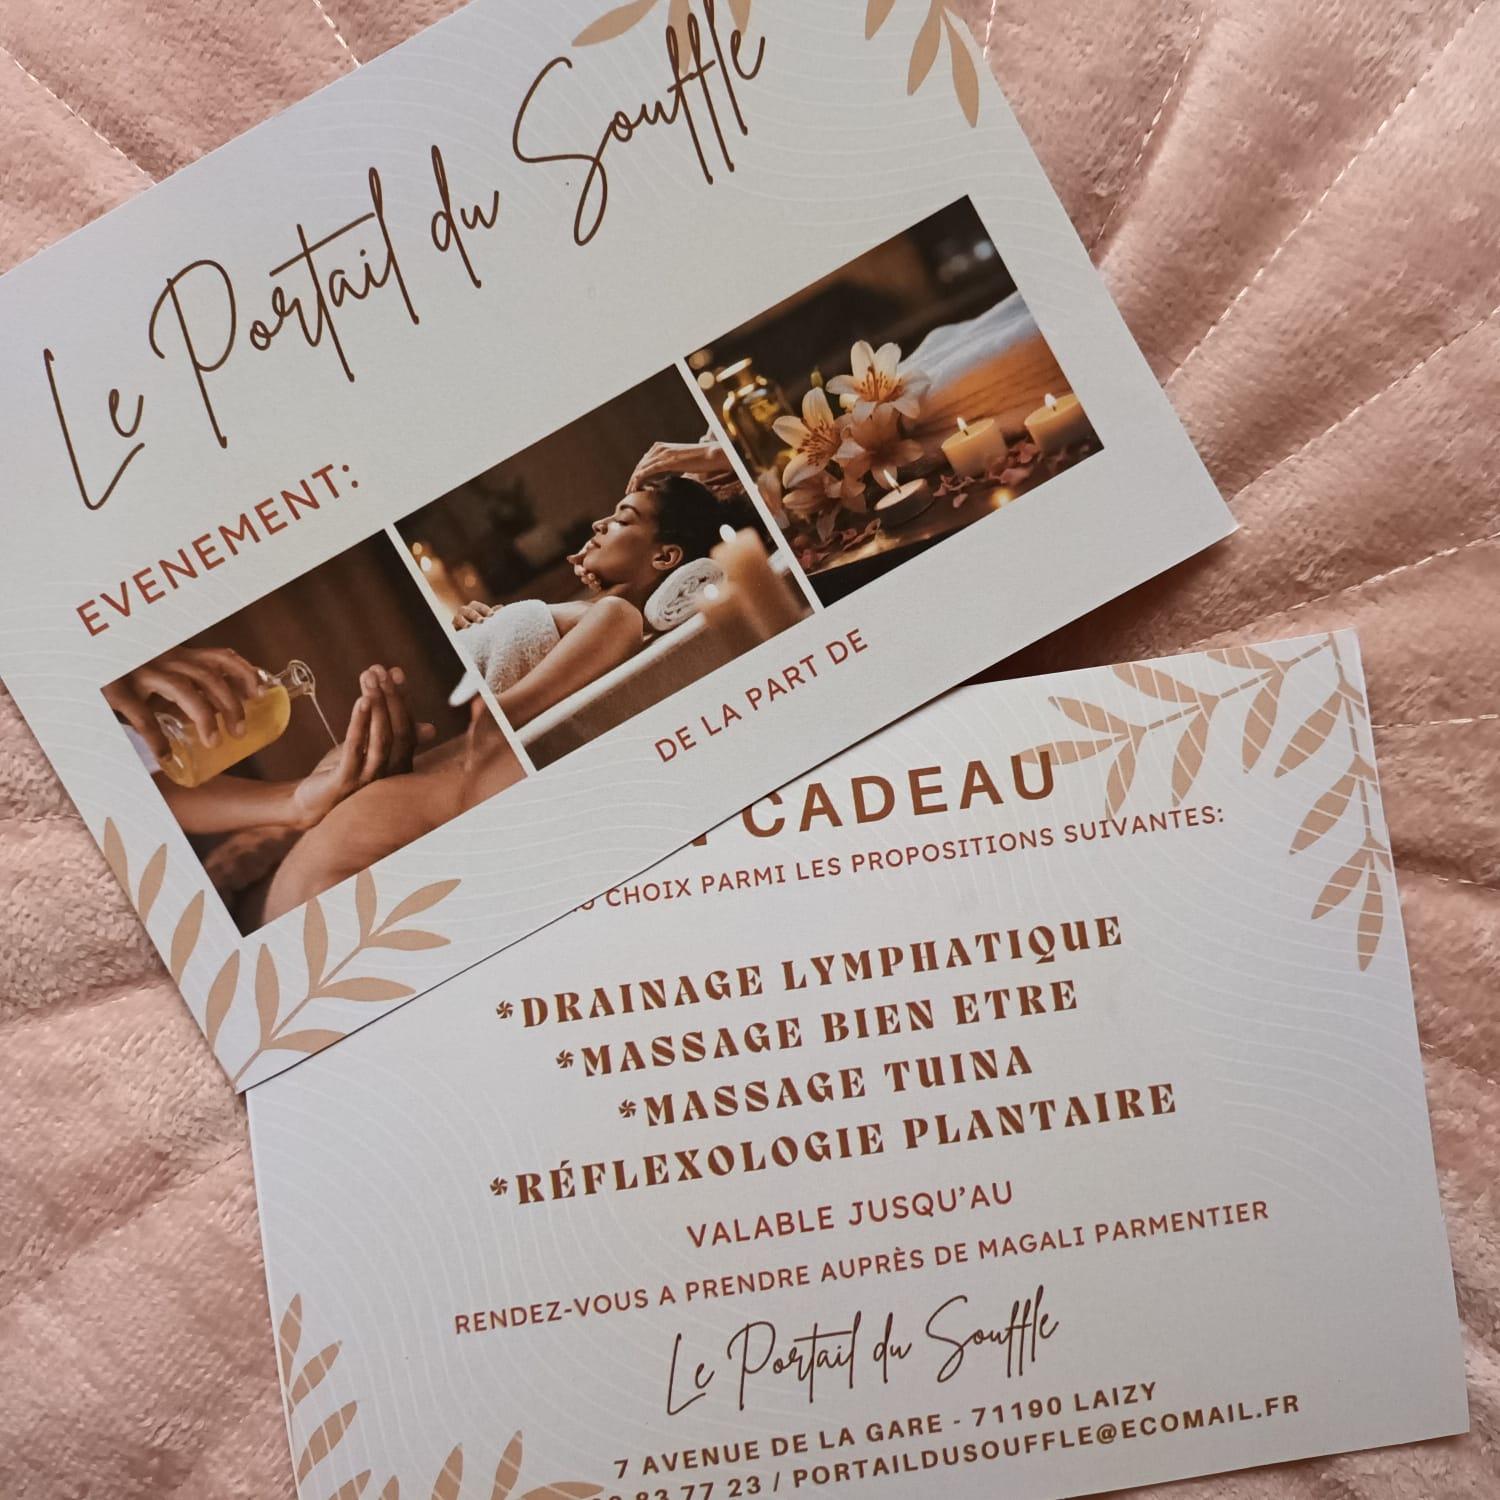 Le Portail du Souffle
EVENEMENT:
DE LA PART DE
CADEAU
CHOIX PARMI LES PROPOSITIONS SUIVANTES:
*DRAINAGE LYMPHATIQUE
*MASSAGE BIEN ETRE
*MASSAGE TUINA
*RÉFLEXOLOGIE PLANTAIRE
VALABLE JUSQU'AU
RENDEZ-VOUS A PRENDRE AUPRÈS DE MAGALI PARMENTIER
Le Portail du Souffle
7 AVENUE DE LA GARE - 71190 LAIZY
83 77 23 / PORTAILDUSOUFFLE@ECOMAIL.FR